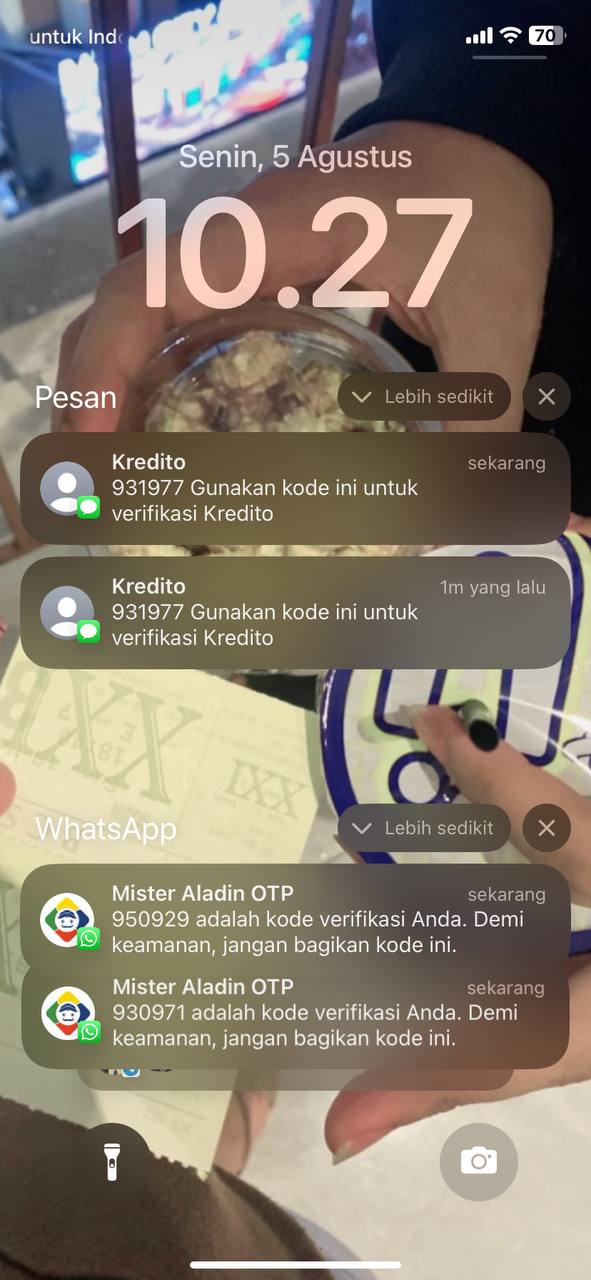 untuk Indo
70
Senin, 5 Agustus
10.27
Pesan
Lebih sedikit
Kredito
sekarang
931977 Gunakan kode ini untuk
verifikasi Kredito
Kredito
1m yang lalu
931977 Gunakan kode ini untuk
verifikasi Kredito
XXI
WhatsApp
Lebih sedikit
Mister Aladin OTP
sekarang
950929 adalah kode verifikasi Anda. Demi
keamanan, jangan bagikan kode ini.
Mister Aladin OTP
sekarang
930971 adalah kode verifikasi Anda. Demi
keamanan, jangan bagikan kode ini.